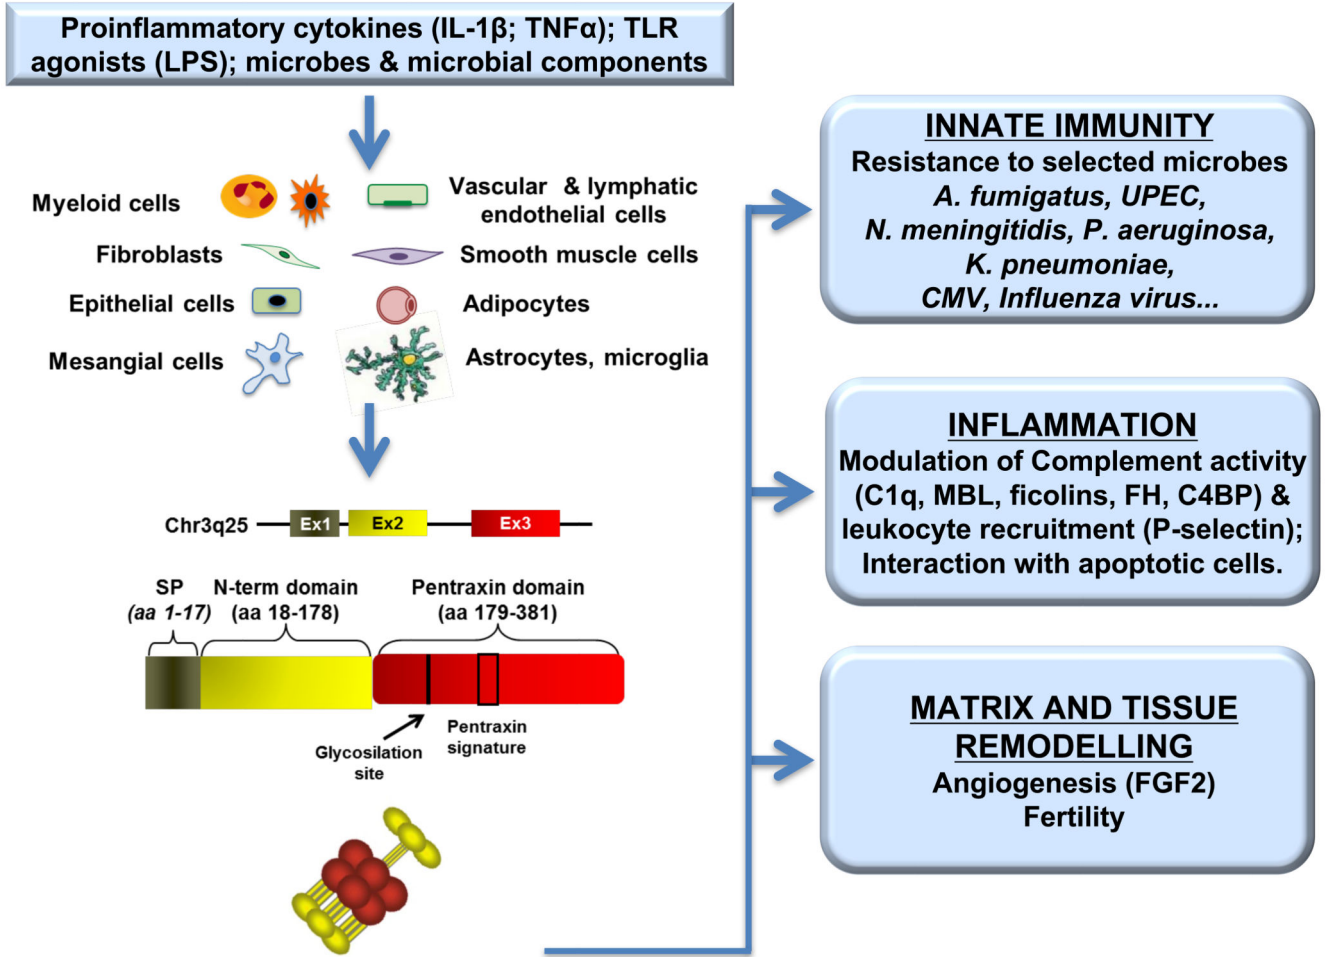 Proinflammatory cytokines (IL-1β; TNFα); TLR
agonists (LPS); microbes & microbial components
Myeloid cells
Vascular & lymphatic
endothelial cells
Fibroblasts
Smooth muscle cells
Epithelial cells
Adipocytes
Mesangial cells
Astrocytes, microglia
Chr3q25
Ex1
Ex2
Ex3
SP
(aa 1-17)
N-term domain
(aa 18-178)
Pentraxin domain
(aa 179-381)
Glycosilation
site
Pentraxin
signature
INNATE IMMUNITY
Resistance to selected microbes
A. fumigatus, UPEC,
N. meningitidis, P. aeruginosa,
K. pneumoniae,
CMV, Influenza virus...
INFLAMMATION
Modulation of Complement activity
(C1q, MBL, ficolins, FH, C4BP) &
leukocyte recruitment (P-selectin);
Interaction with apoptotic cells.
MATRIX AND TISSUE
REMODELLING
Angiogenesis (FGF2)
Fertility